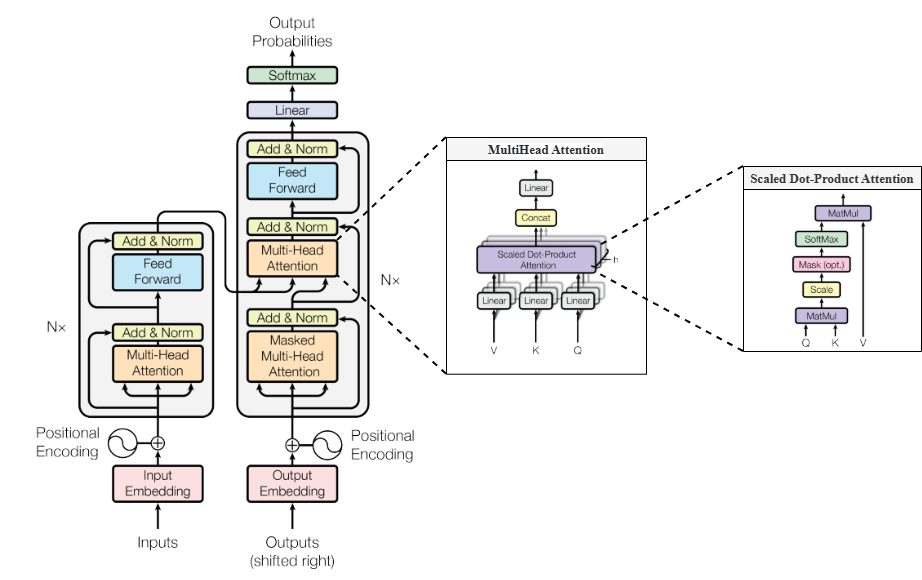 Output
Probabilities
Softmax
Linear
Add & Norm
Feed
Forward
Add & Norm
Multi-Head
Attention
Add & Norm
Masked
Multi-Head
Attention
N×
Add & Norm
Feed
Forward
Add & Norm
Multi-Head
Attention
N×
Positional
Encoding
Positional
Encoding
Input
Embedding
Output
Embedding
Inputs
Outputs
(shifted right)
MultiHead Attention
Linear
Concat
Scaled Dot-Product
Attention
h
Linear
Linear
Linear
V
K
Q
Scaled Dot-Product Attention
MatMul
SoftMax
Mask (opt.)
Scale
MatMul
Q
K
V